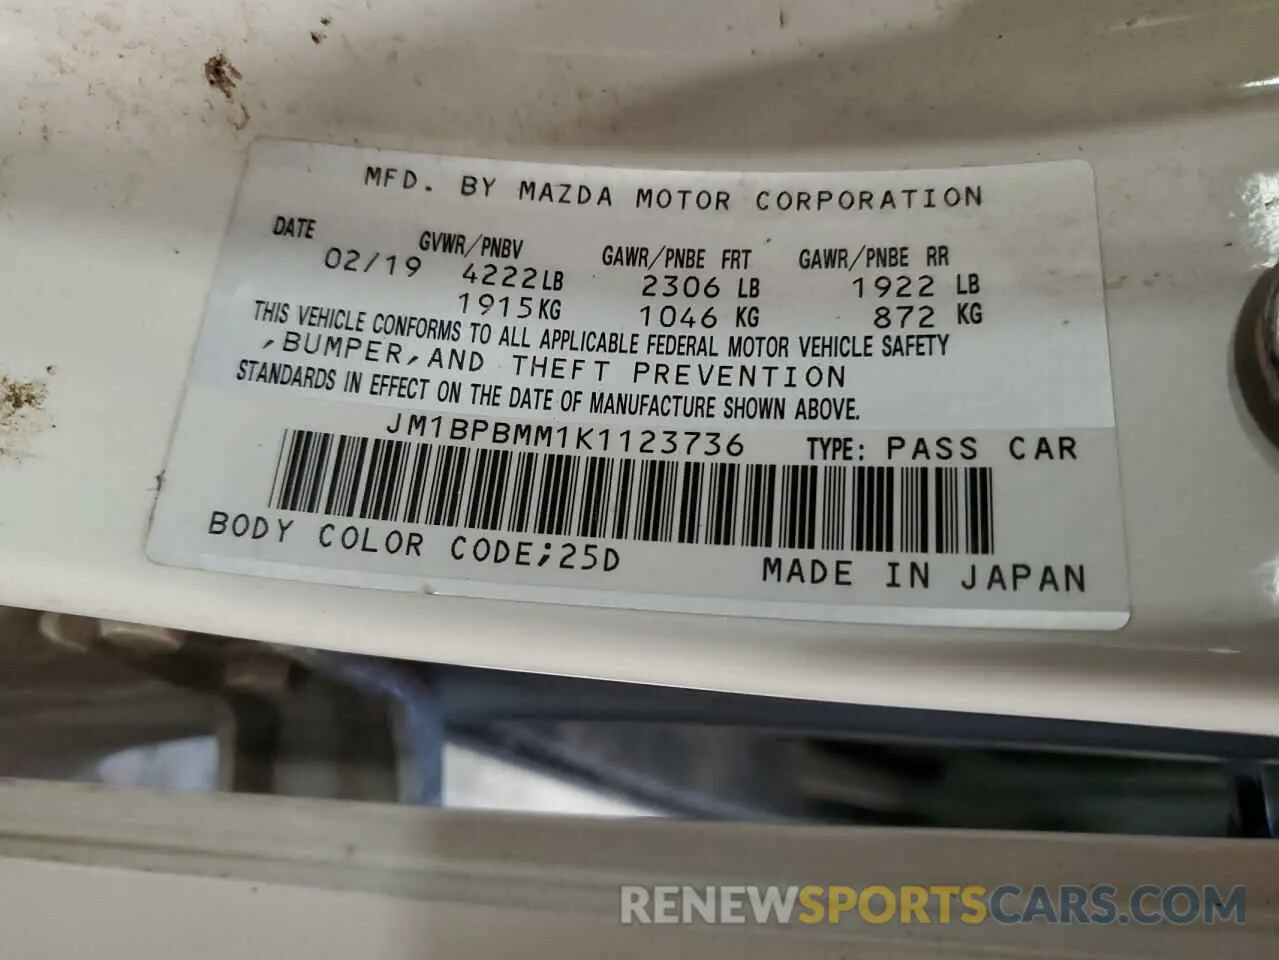 MFD. BY MAZDA MOTOR CORPORATION
DATE GVWR/PNBV GAWR/PNBE FRT GAWR/PNBE RR
02/19 4222LB 2306 LB 1922 LB
1915KG 1046 KG 872 KG
THIS VEHICLE CONFORMS TO ALL APPLICABLE FEDERAL MOTOR VEHICLE SAFETY
,BUMPER,AND THEFT PREVENTION
STANDARDS IN EFFECT ON THE DATE OF MANUFACTURE SHOWN ABOVE.
JM1BPBMM1K1123736 TYPE: PASS CAR
BODY COLOR CODE;25D MADE IN JAPAN
RENEWSPORTSCARS.COM